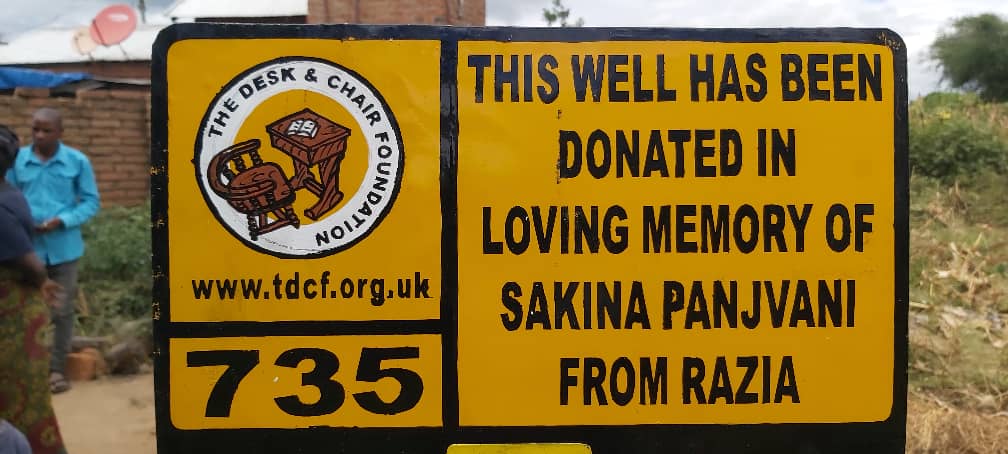 THE DESK & CHAIR FOUNDATION
www.tdcf.org.uk
735
THIS WELL HAS BEEN
DONATED IN
LOVING MEMORY OF
SAKINA PANJVANI
FROM RAZIA